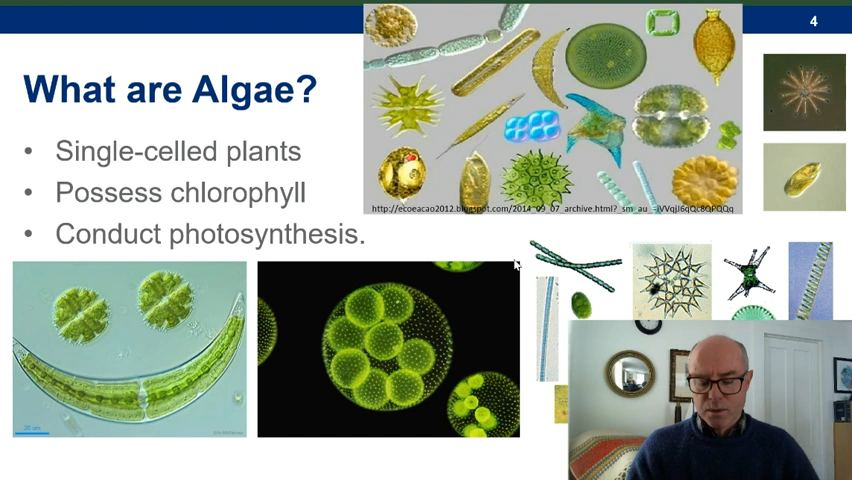 4
What are Algae?
• Single-celled plants
• Possess chlorophyll
• Conduct photosynthesis.